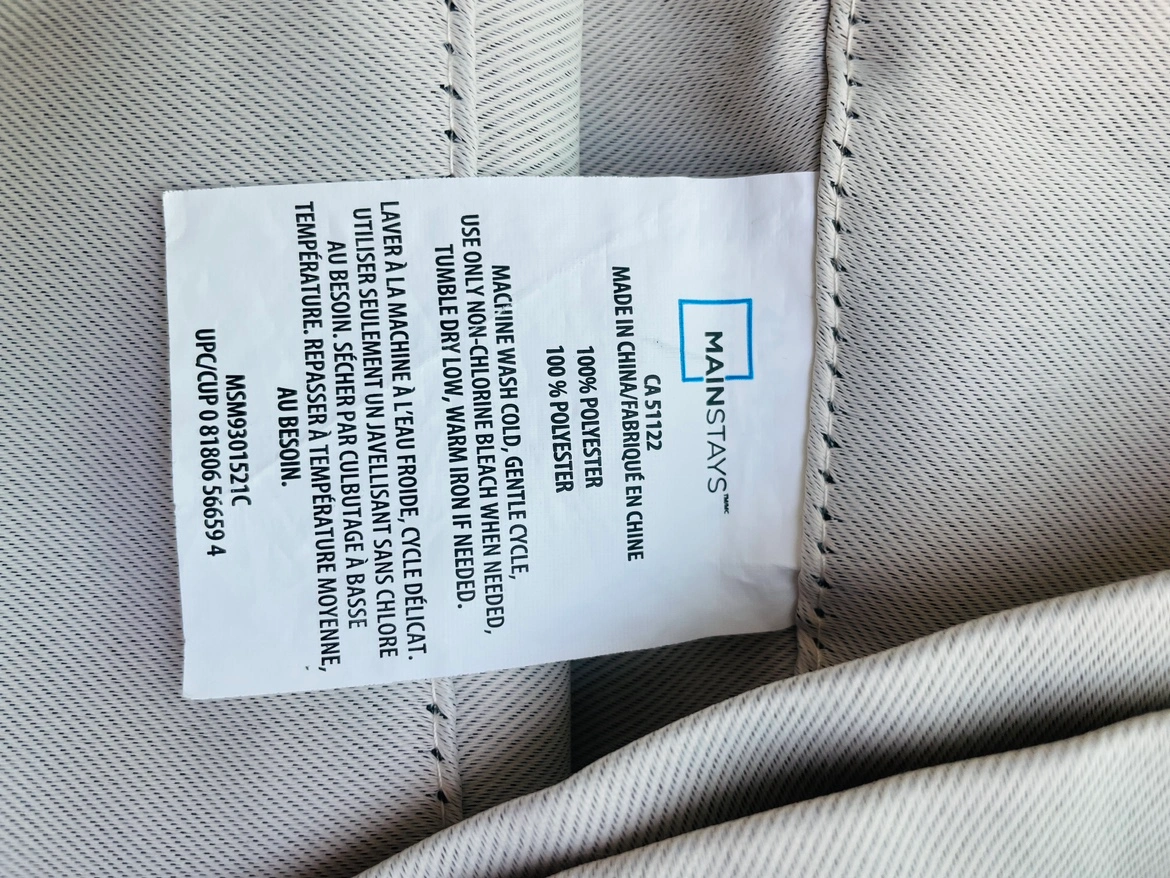 MAINSTAYS™/MC
CA 51122
MADE IN CHINA/FABRIQUÉ EN CHINE
100% POLYESTER
100 % POLYESTER
MACHINE WASH COLD, GENTLE CYCLE,
USE ONLY NON-CHLORINE BLEACH WHEN NEEDED,
TUMBLE DRY LOW, WARM IRON IF NEEDED.
LAVER À LA MACHINE À L'EAU FROIDE, CYCLE DÉLICAT.
UTILISER SEULEMENT UN JAVELLISANT SANS CHLORE
AU BESOIN. SÉCHER PAR CULBUTAGE À BASSE
TEMPÉRATURE. REPASSER À TEMPÉRATURE MOYENNE,
AU BESOIN.
MSM9301521C
UPC/CUP 0 81806 56659 4